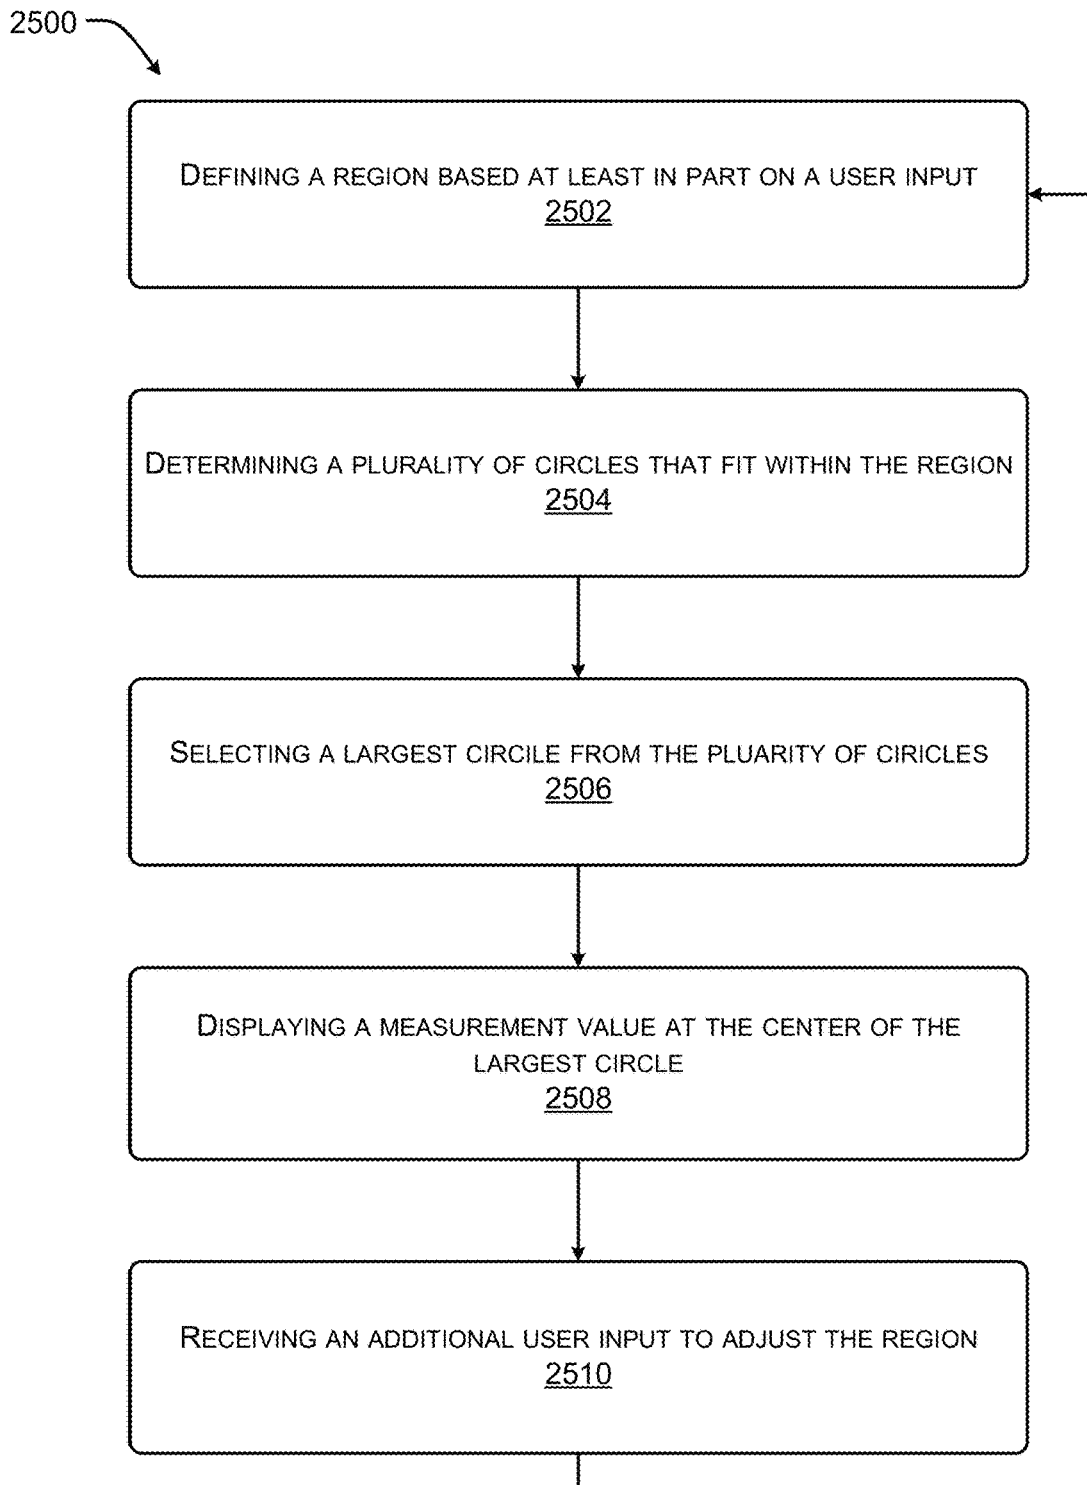 2500
DEFINING A REGION BASED AT LEAST IN PART ON A USER INPUT
2502
DETERMINING A PLURALITY OF CIRCLES THAT FIT WITHIN THE REGION
2504
SELECTING A LARGEST CIRCILE FROM THE PLUARITY OF CIRICLES
2506
DISPLAYING A MEASUREMENT VALUE AT THE CENTER OF THE
LARGEST CIRCLE
2508
RECEIVING AN ADDITIONAL USER INPUT TO ADJUST THE REGION
2510